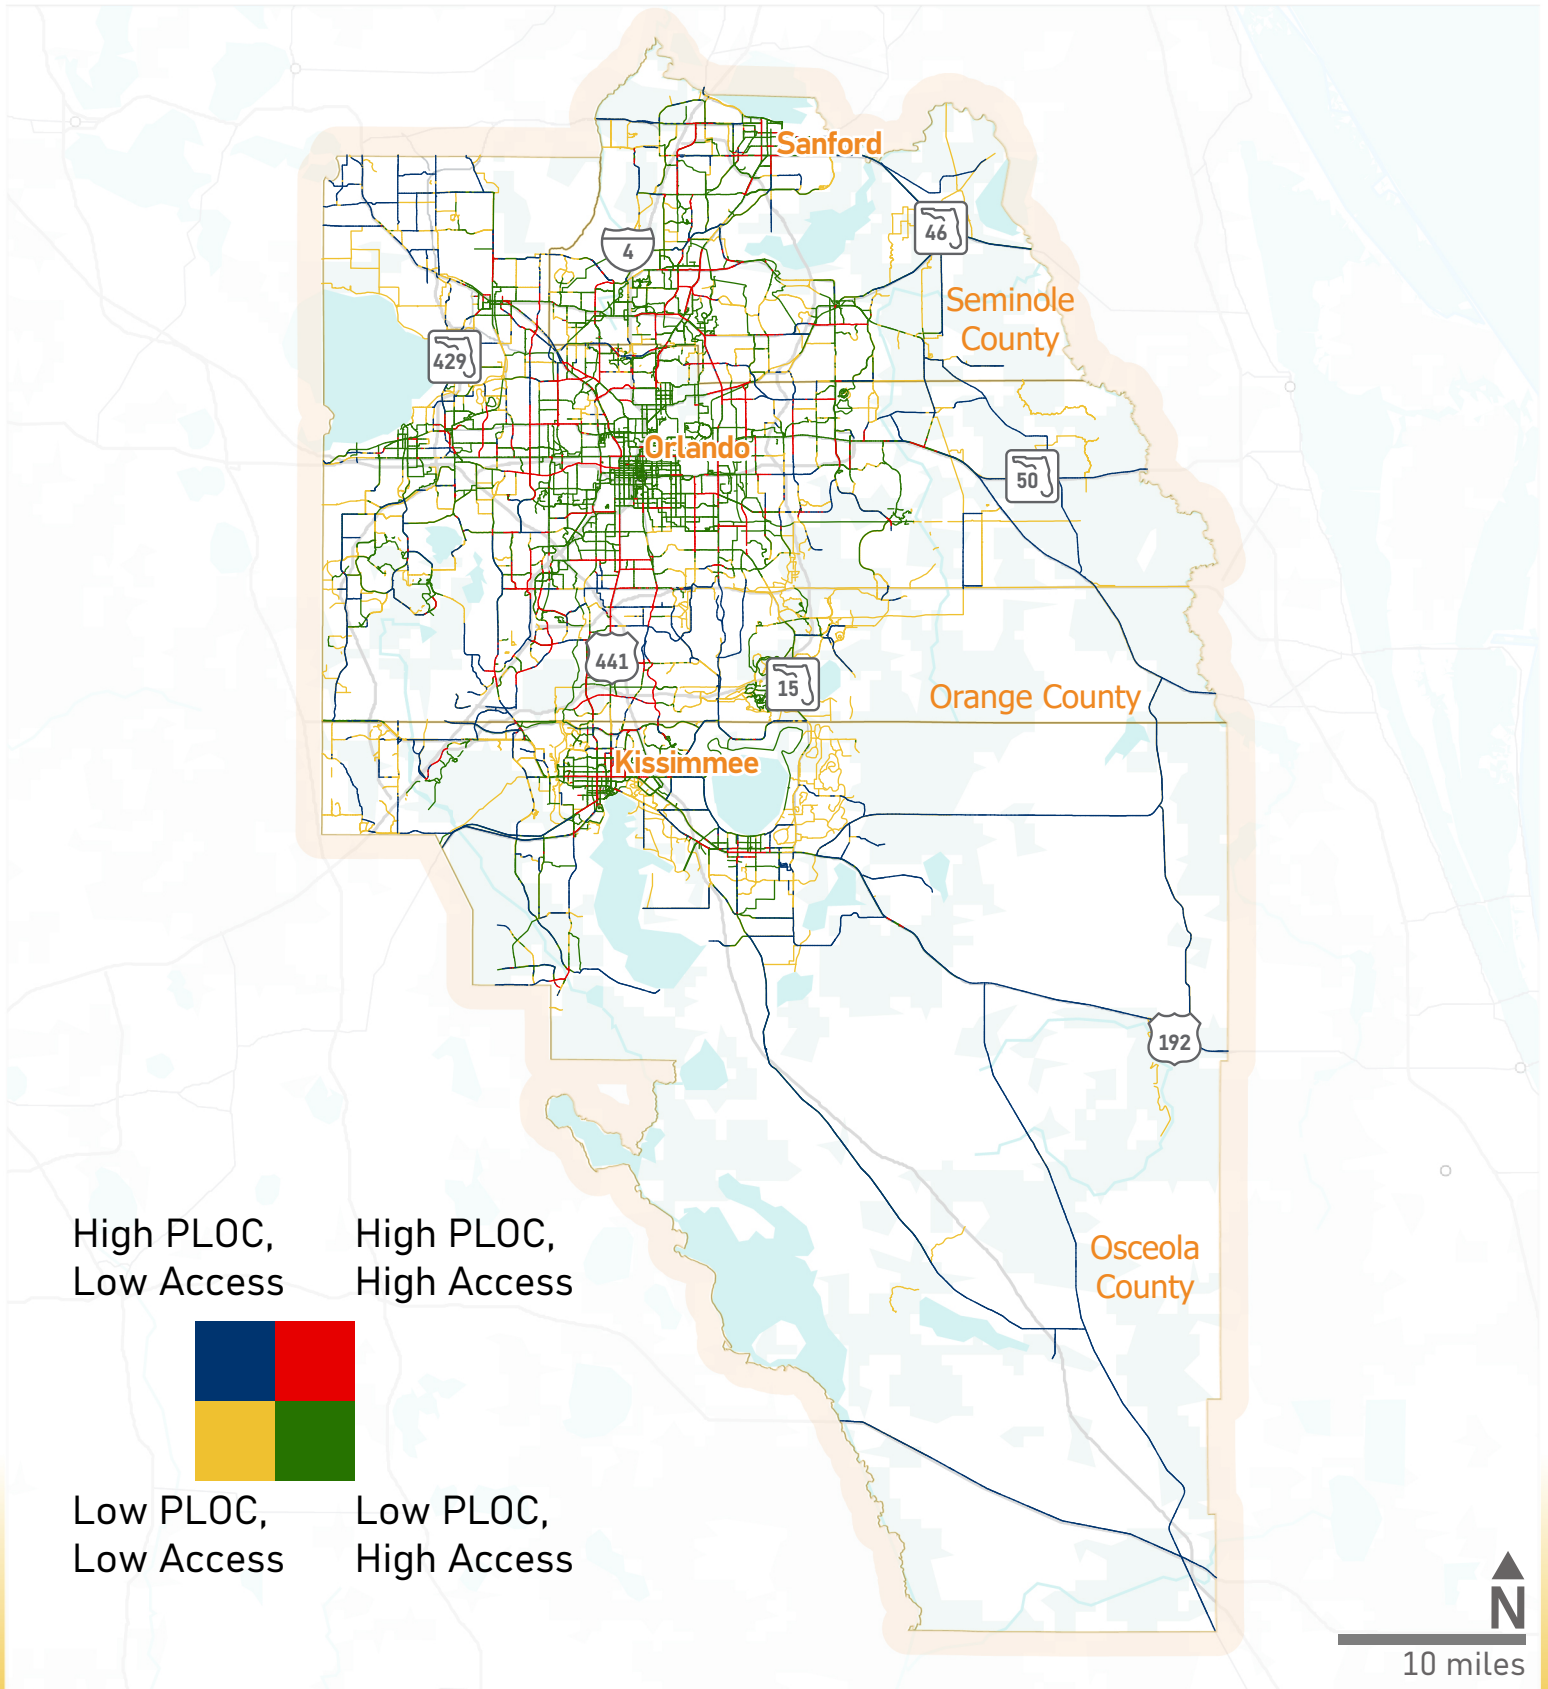 Sanford
46
4
Seminole
County
429
Orlando
50
441
15
Orange County
Kissimmee
192
Osceola
County
High PLOC,
Low Access
High PLOC,
High Access
Low PLOC,
Low Access
Low PLOC,
High Access
N
10 miles